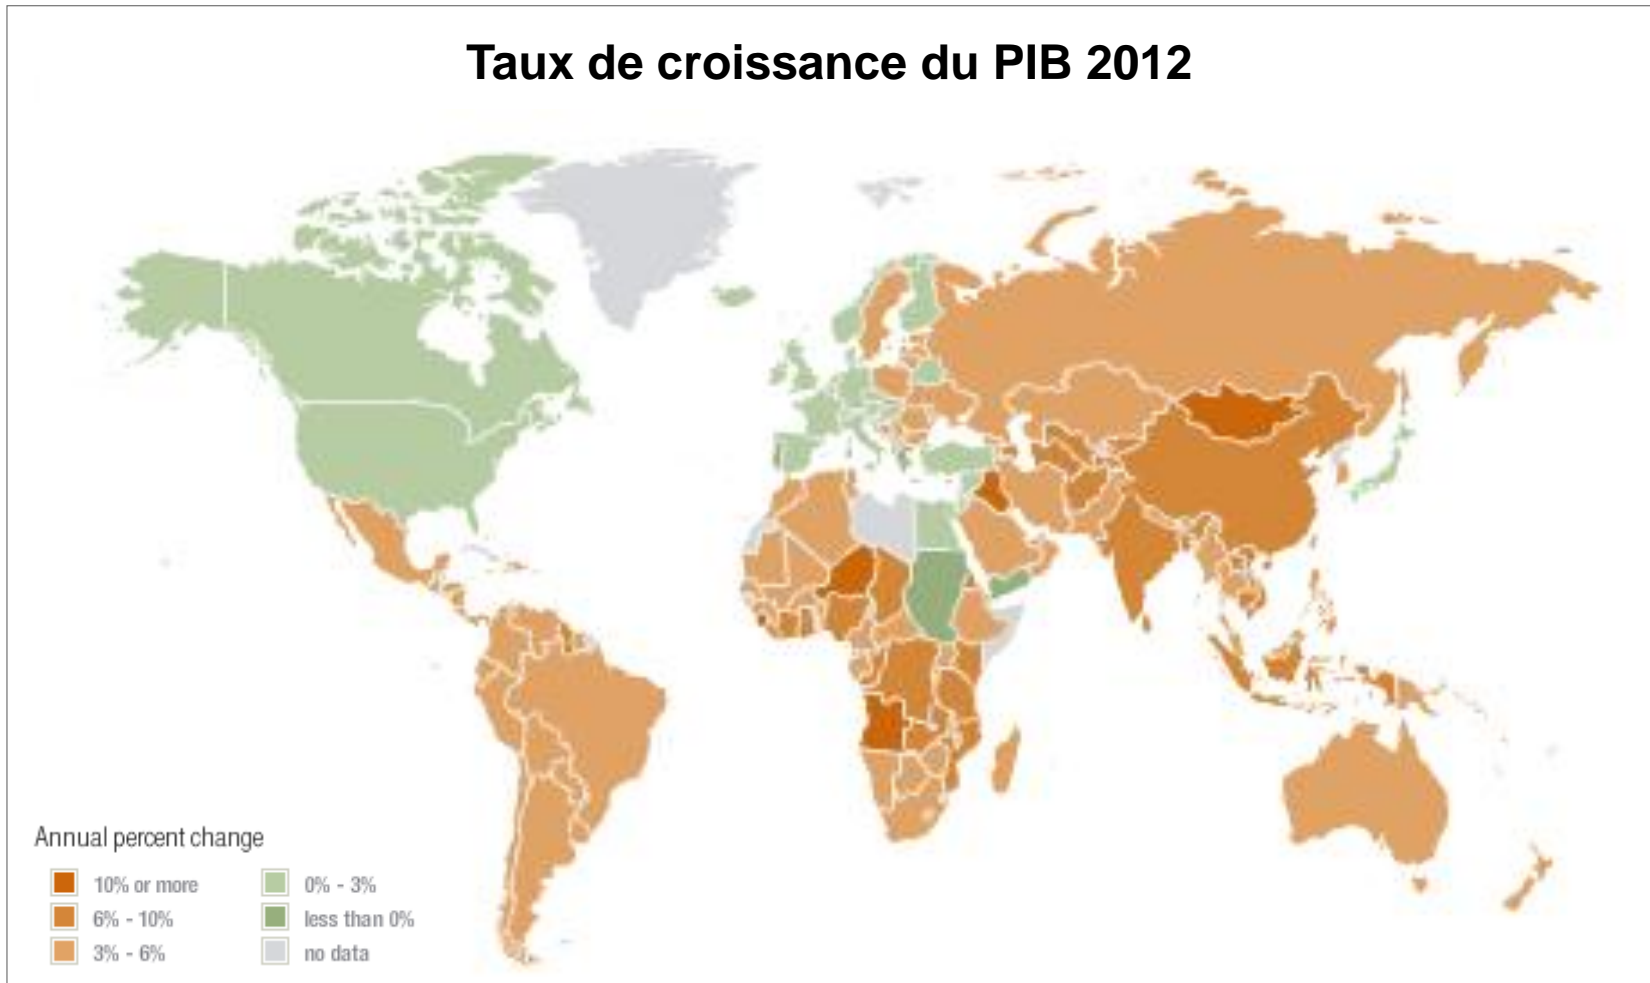 Taux de croissance du PIB 2012
Annual percent change
10% or more
6% - 10%
3% - 6%
0% - 3%
less than 0%
no data